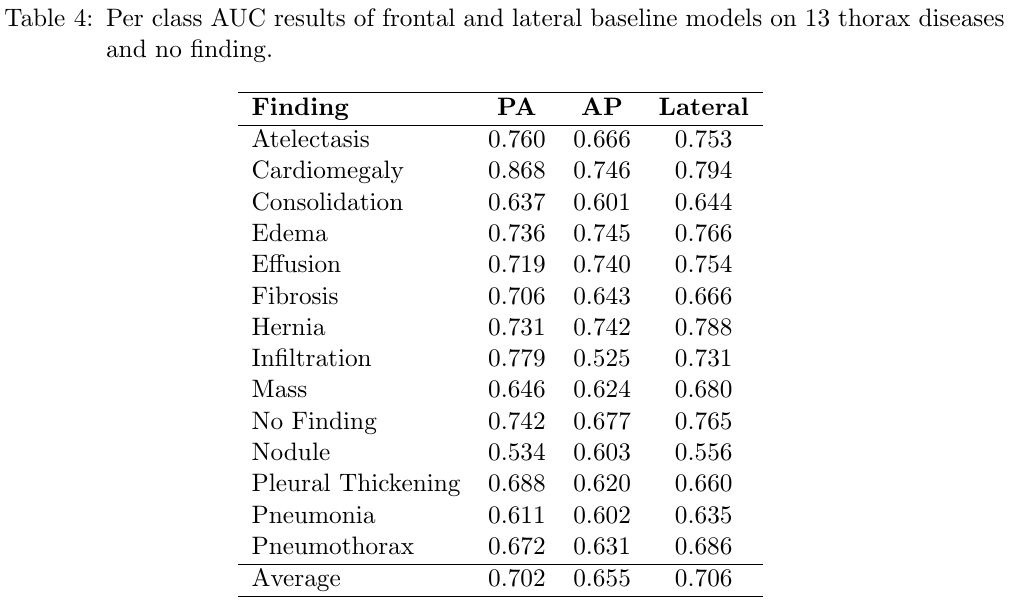 Table 4: Per class AUC results of frontal and lateral baseline models on 13 thorax diseases
and no finding.
Finding PA AP Lateral
Atelectasis 0.760 0.666 0.753
Cardiomegaly 0.868 0.746 0.794
Consolidation 0.637 0.601 0.644
Edema 0.736 0.745 0.766
Effusion 0.719 0.740 0.754
Fibrosis 0.706 0.643 0.666
Hernia 0.731 0.742 0.788
Infiltration 0.779 0.525 0.731
Mass 0.646 0.624 0.680
No Finding 0.742 0.677 0.765
Nodule 0.534 0.603 0.556
Pleural Thickening 0.688 0.620 0.660
Pneumonia 0.611 0.602 0.635
Pneumothorax 0.672 0.631 0.686
Average 0.702 0.655 0.706